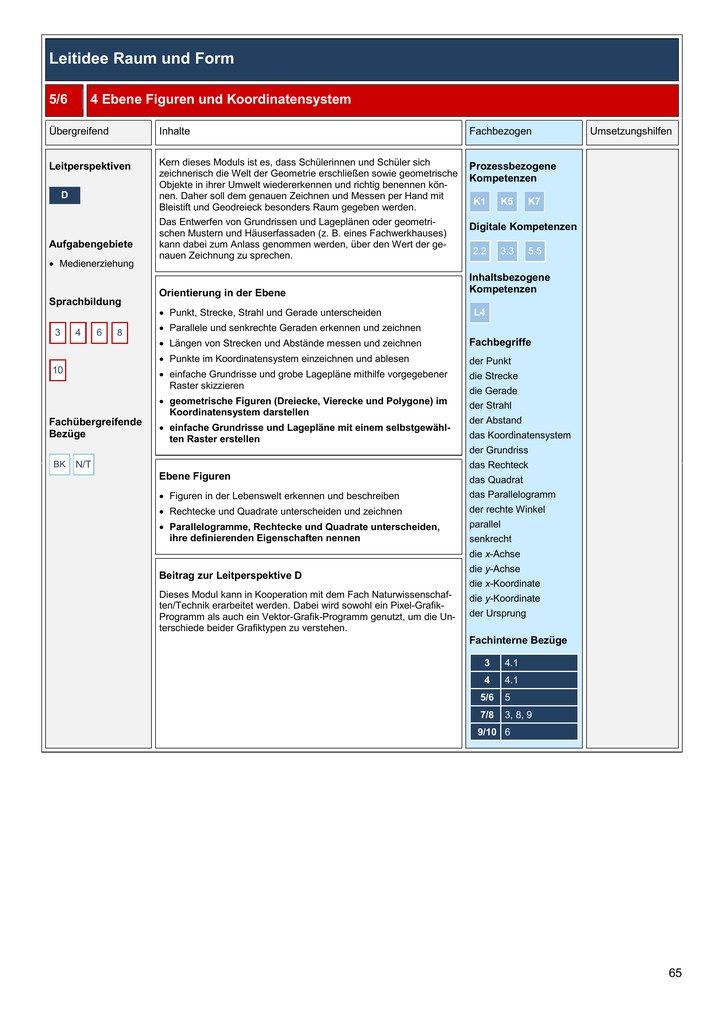 Leitidee Raum und Form
5/6 4 Ebene Figuren und Koordinatensystem
Übergreifend
Inhalte
Fachbezogen
Umsetzungshilfen
Leitperspektiven
D
Aufgabengebiete
• Medienerziehung
Sprachbildung
3 4 6 8
10
Fachübergreifende
Bezüge
BK N/T
Kern dieses Moduls ist es, dass Schülerinnen und Schüler sich
zeichnerisch die Welt der Geometrie erschließen sowie geometrische
Objekte in ihrer Umwelt wiedererkennen und richtig benennen kön-
nen. Daher soll dem genauen Zeichnen und Messen per Hand mit
Bleistift und Geodreieck besonders Raum gegeben werden.
Das Entwerfen von Grundrissen und Lageplänen oder geometri-
schen Mustern und Häuserfassaden (z. B. eines Fachwerkhauses)
kann dabei zum Anlass genommen werden, über den Wert der ge-
nauen Zeichnung zu sprechen.
Orientierung in der Ebene
• Punkt, Strecke, Strahl und Gerade unterscheiden
• Parallele und senkrechte Geraden erkennen und zeichnen
• Längen von Strecken und Abstände messen und zeichnen
• Punkte im Koordinatensystem einzeichnen und ablesen
• einfache Grundrisse und grobe Lagepläne mithilfe vorgegebener
Raster skizzieren
• geometrische Figuren (Dreiecke, Vierecke und Polygone) im
Koordinatensystem darstellen
• einfache Grundrisse und Lagepläne mit einem selbstgewähl-
ten Raster erstellen
Ebene Figuren
• Figuren in der Lebenswelt erkennen und beschreiben
• Rechtecke und Quadrate unterscheiden und zeichnen
• Parallelogramme, Rechtecke und Quadrate unterscheiden,
ihre definierenden Eigenschaften nennen
Beitrag zur Leitperspektive D
Dieses Modul kann in Kooperation mit dem Fach Naturwissenschaf-
ten/Technik erarbeitet werden. Dabei wird sowohl ein Pixel-Grafik-
Programm als auch ein Vektor-Grafik-Programm genutzt, um die Un-
terschiede beider Grafiktypen zu verstehen.
Prozessbezogene
Kompetenzen
K1 K5 K7
Digitale Kompetenzen
2.2 3.3 5.5
Inhaltsbezogene
Kompetenzen
L4
Fachbegriffe
der Punkt
die Strecke
die Gerade
der Strahl
der Abstand
das Koordinatensystem
der Grundriss
das Rechteck
das Quadrat
das Parallelogramm
der rechte Winkel
parallel
senkrecht
die x-Achse
die y-Achse
die x-Koordinate
die y-Koordinate
der Ursprung
Fachinterne Bezüge
3 4.1
4 4.1
5/6 5
7/8 3, 8, 9
9/10 6
65